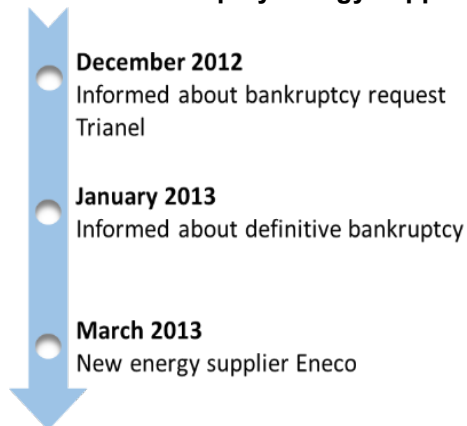 December 2012
Informed about bankruptcy request
Trianel
January 2013
Informed about definitive bankruptcy
March 2013
New energy supplier Eneco